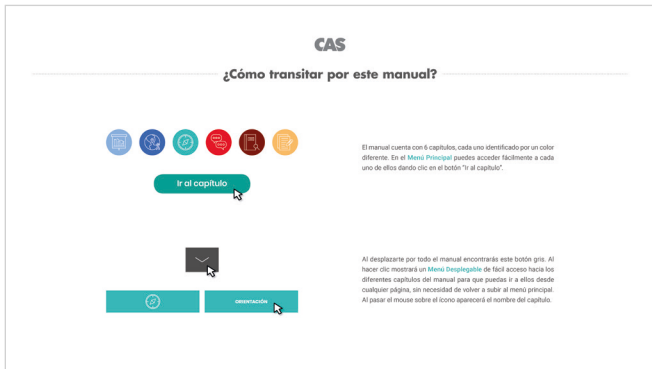 CAS
¿Cómo transitar por este manual?
El manual cuenta con 6 capítulos, cada uno identificado por un color
diferente. En el Menú Principal puedes acceder fácilmente a cada
uno de ellos dando clic en el botón "Ir al capítulo".
Ir al capítulo
Al desplazarte por todo el manual encontrarás este botón gris. Al
hacer clic mostrará un Menú Desplegable de fácil acceso hacia los
diferentes capítulos del manual para que puedas ir a ellos desde
cualquier página, sin necesidad de volver a subir al menú principal.
Al pasar el mouse sobre el ícono aparecerá el nombre del capítulo.
ORIENTACIÓN